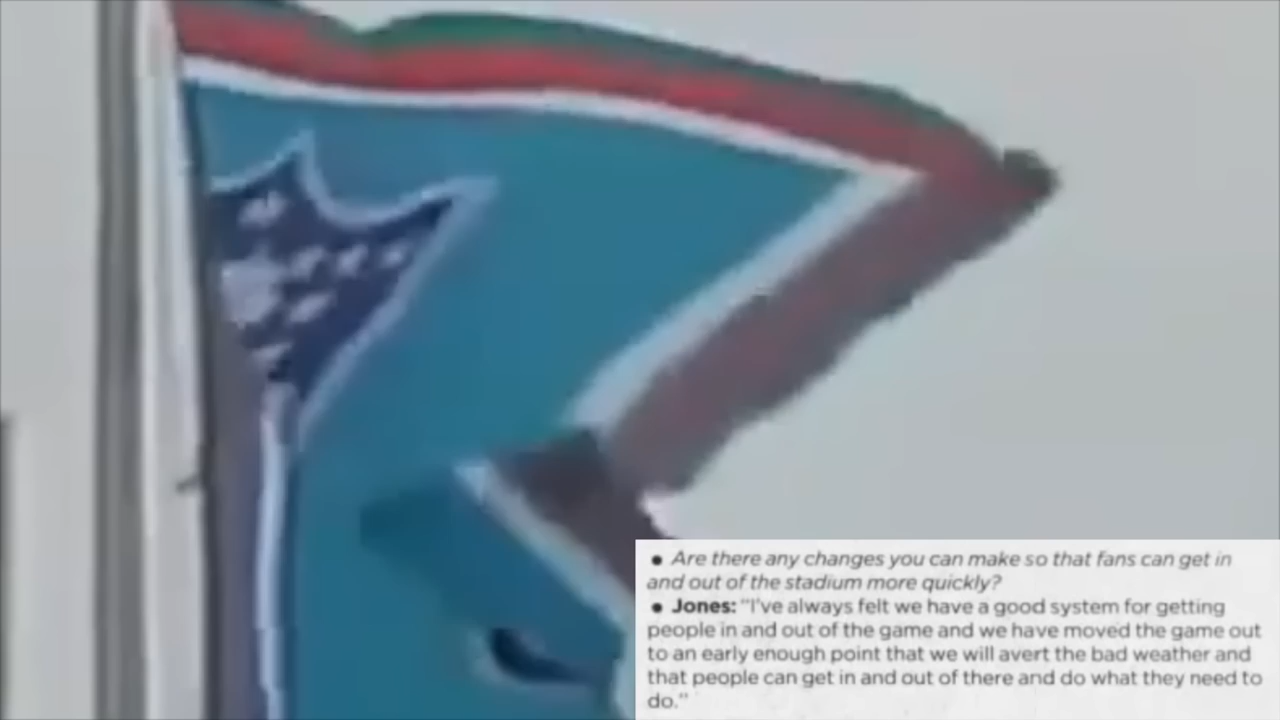 • Are there any changes you can make so that fans can get in
and out of the stadium more quickly?
• Jones: "I've always felt we have a good system for getting
people in and out of the game and we have moved the game out
to an early enough point that we will avert the bad weather and
that people can get in and out of there and do what they need to
do."